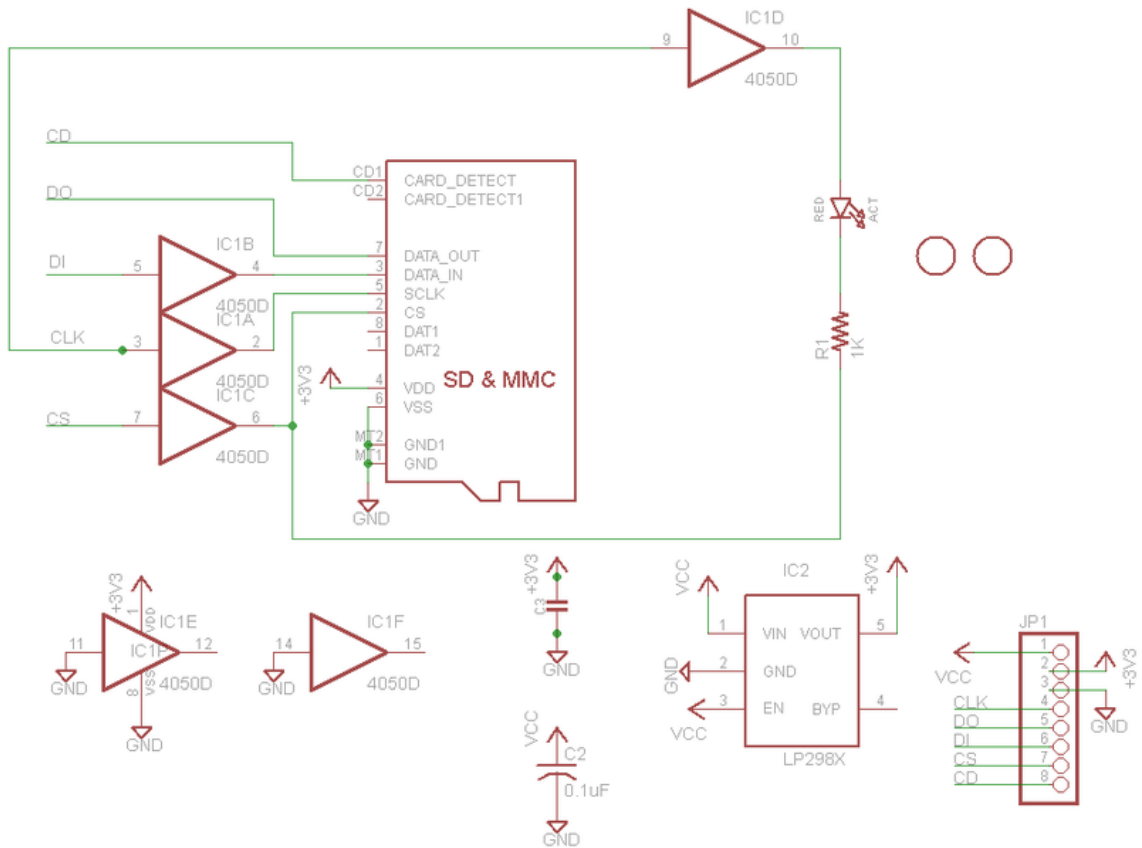 IC1D
9
10
4050D
CD
CD1
CARD_DETECT
CD2
CARD_DETECT1
DO
RED
ACT
IC1B
7
DATA_OUT
DI
5
4
3
DATA_IN
4050D
5
SCLK
IC1A
2
CS
CLK
3
2
8
DAT1
1
DAT2
R1
1K
4050D
IC1C
+3V3
4
VDD
SD & MMC
6
VSS
CS
7
6
MT2
GND1
4050D
MT1
GND
GND
+3V3
1
VDD
IC1E
11
12
IC1P
GND
4050D
8
VSS
GND
IC1F
14
15
GND
4050D
+3V3
C3
GND
VCC
C2
0.1uF
GND
IC2
VCC
+3V3
1
VIN
VOUT
5
GND
2
GND
3
EN
BYP
4
VCC
LP298X
JP1
1
VCC
2
+3V3
3
GND
CLK
4
DO
5
DI
6
CS
7
CD
8